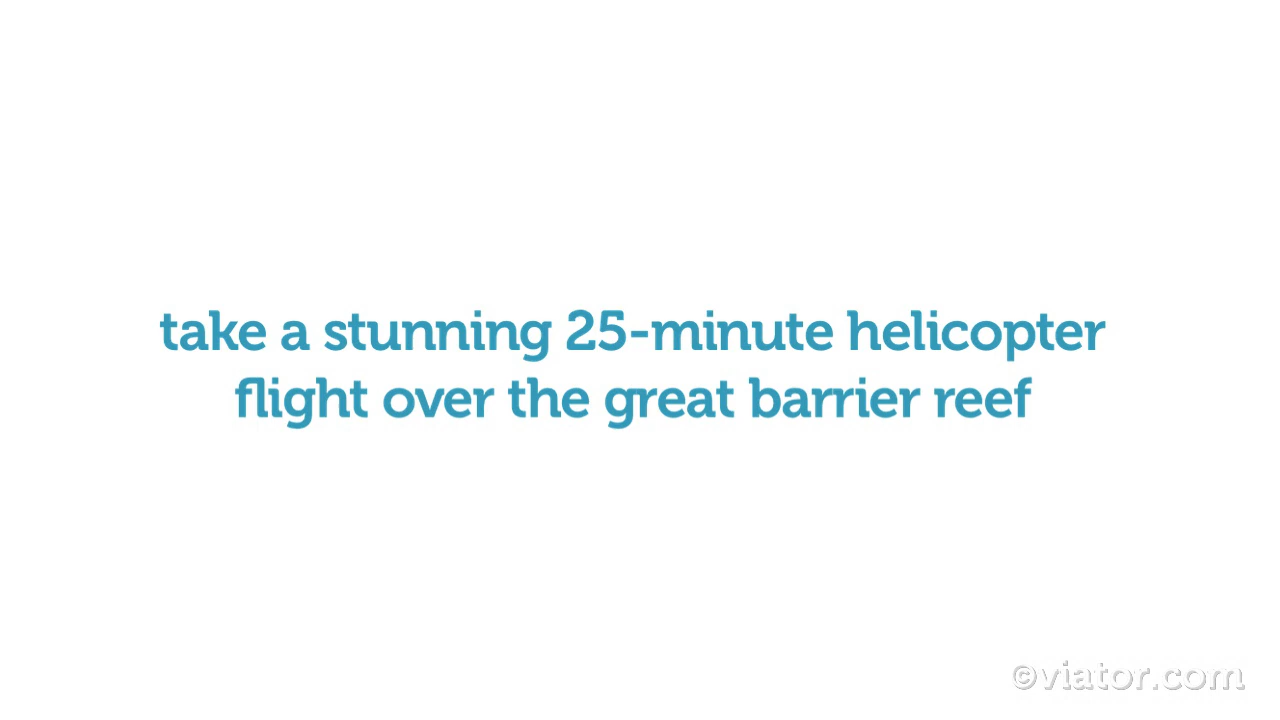 take a stunning 25-minute helicopter
flight over the great barrier reef
©viator.com